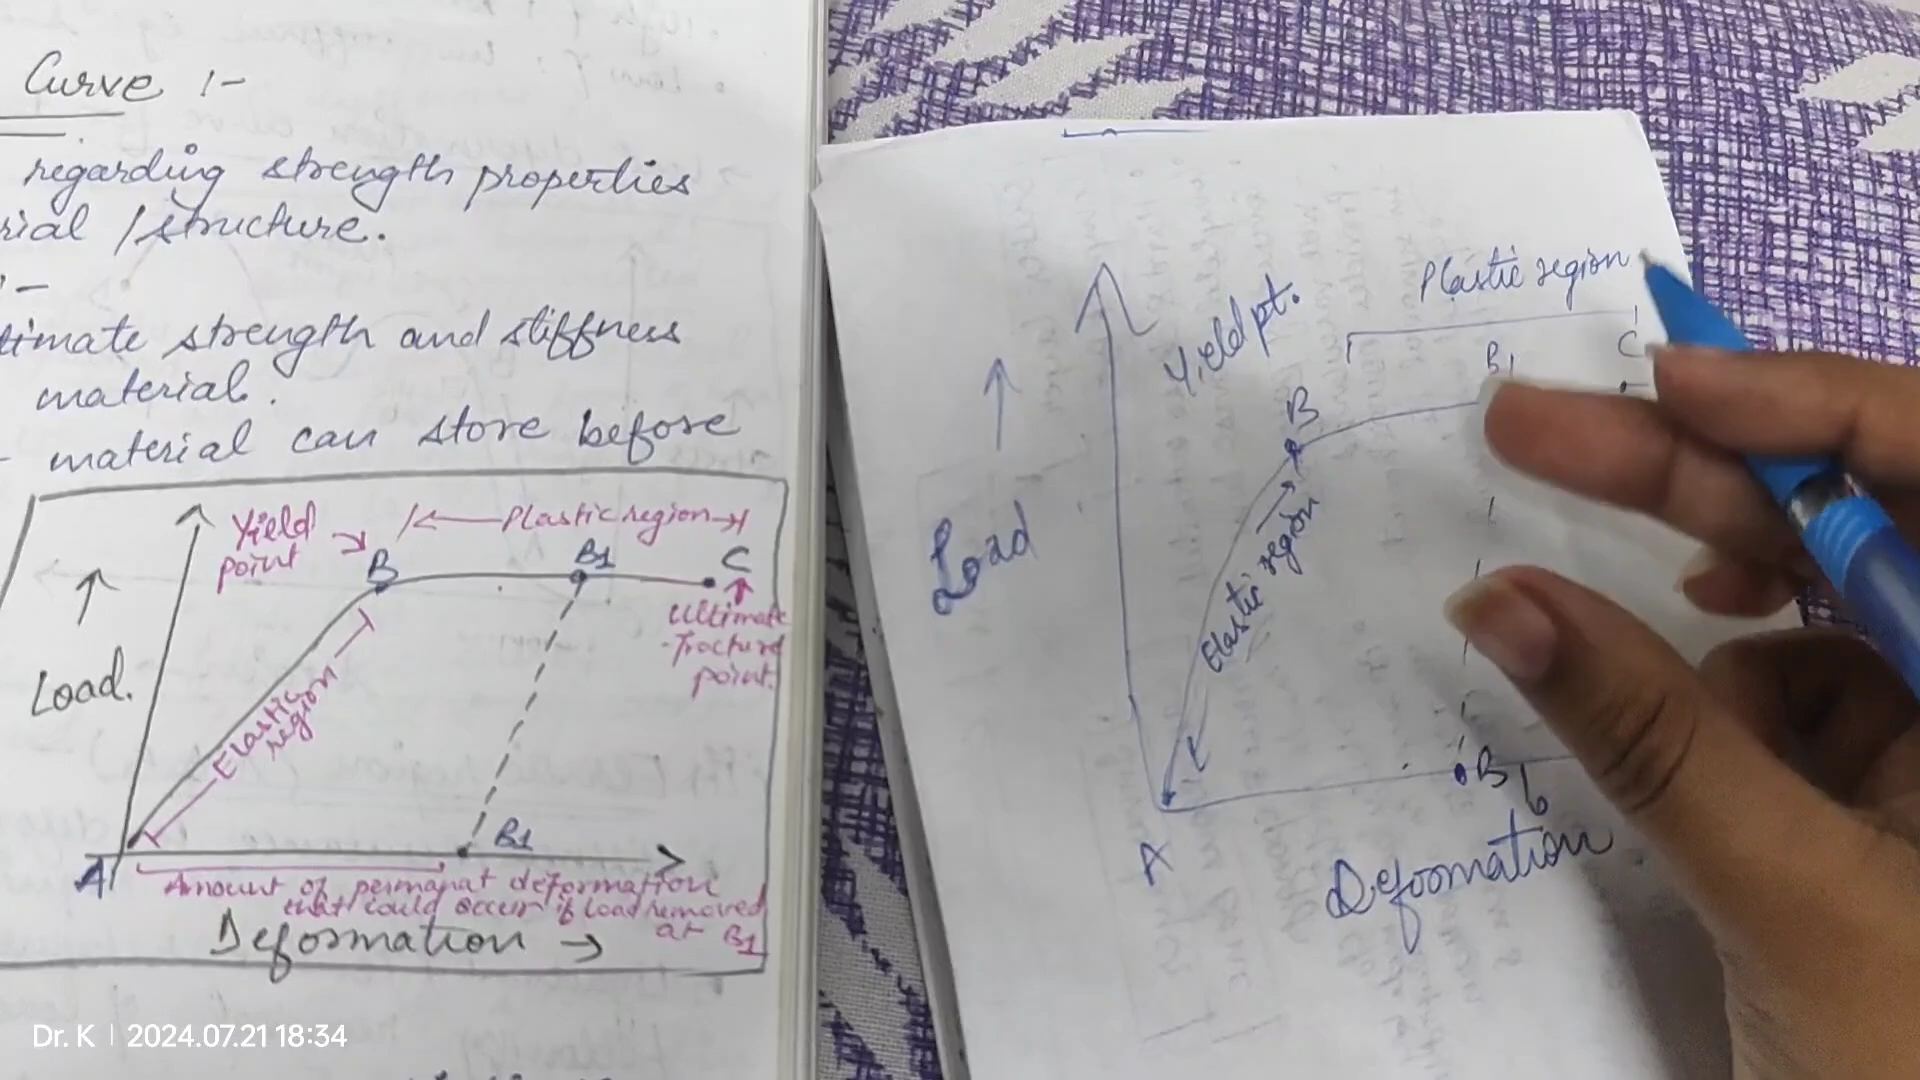 Curve :-
regarding strength properties
rial / structure.
:-
timate strength and stiffness
material.
material can store before
Yield
point
Plastic region
B
B1
C
Ultimate
fracture
point.
Load.
Elastic
region
B1
A
Amount of permanat deformation
that could occur if load removed
at B1
Deformation
Plastic region
Yield pt.
B1
C
B
Load
Elastic region
B1
A
Deformation
Dr. K | 2024.07.21 18:34